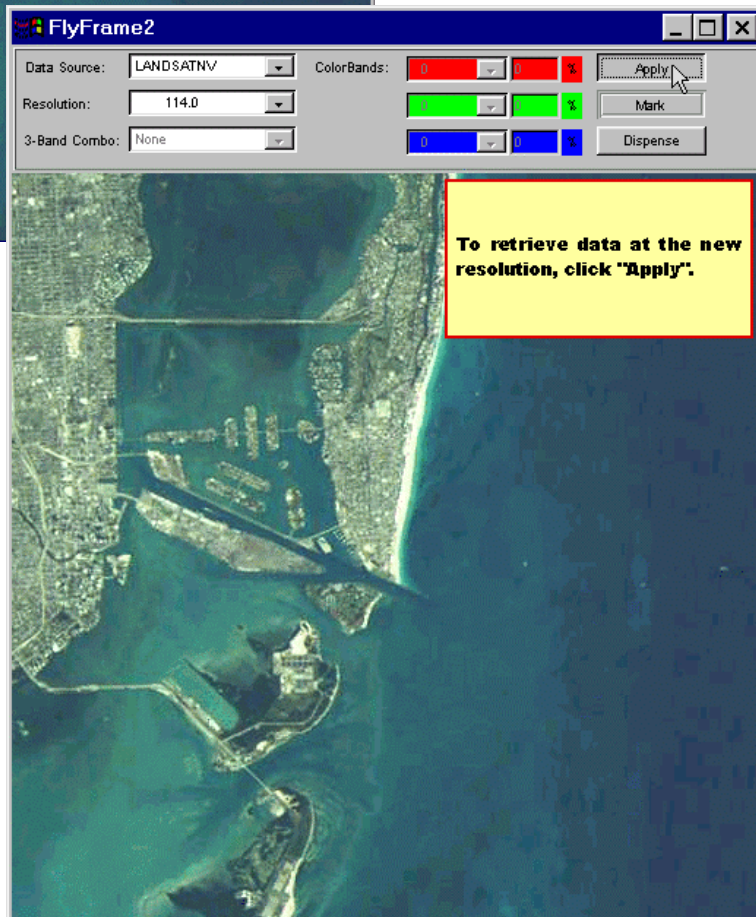 FlyFrame2
Data Source: LANDSATNV ColorBands: 0 0 % Apply
Resolution: 114.0 0 0 % Mark
3-Band Combo: None 0 0 % Dispense
To retrieve data at the new
resolution, click "Apply".